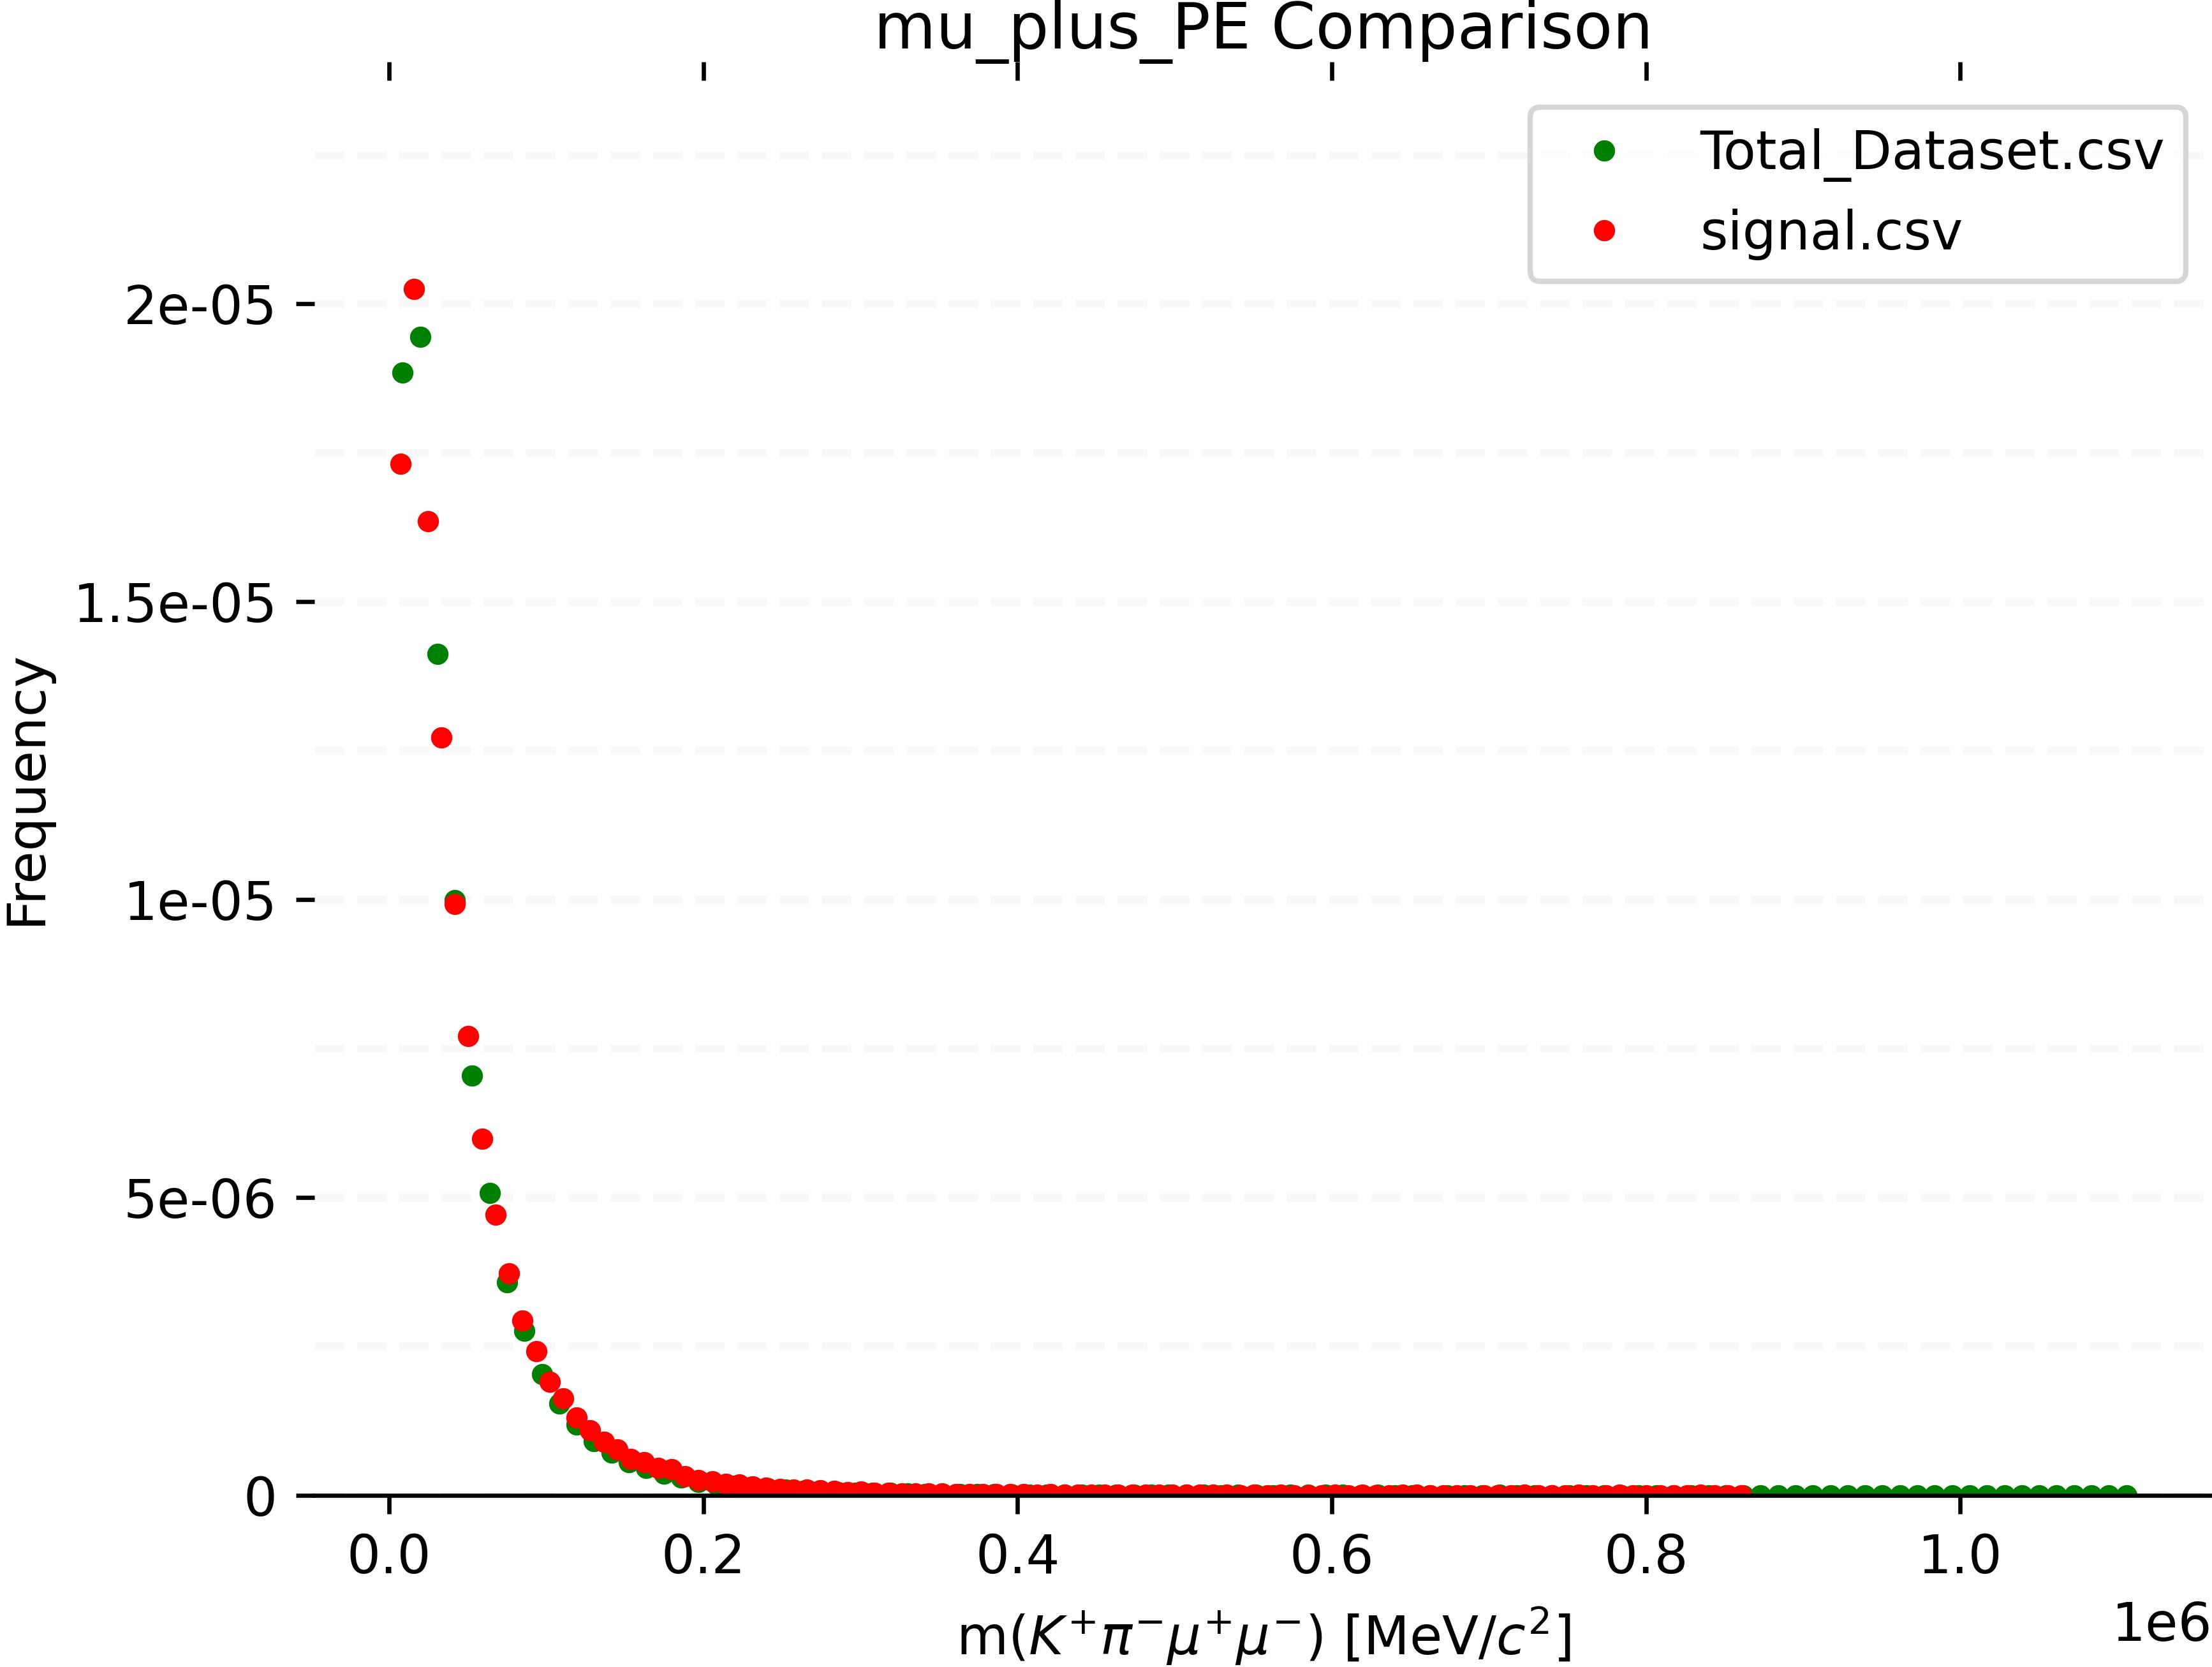 mu_plus_PE Comparison
Total_Dataset.csv
signal.csv
2e-05
1.5e-05
1e-05
5e-06
0
Frequency
0.0 0.2 0.4 0.6 0.8 1.0
1e6
m(K⁺π⁻μ⁺μ⁻) [MeV/c²]